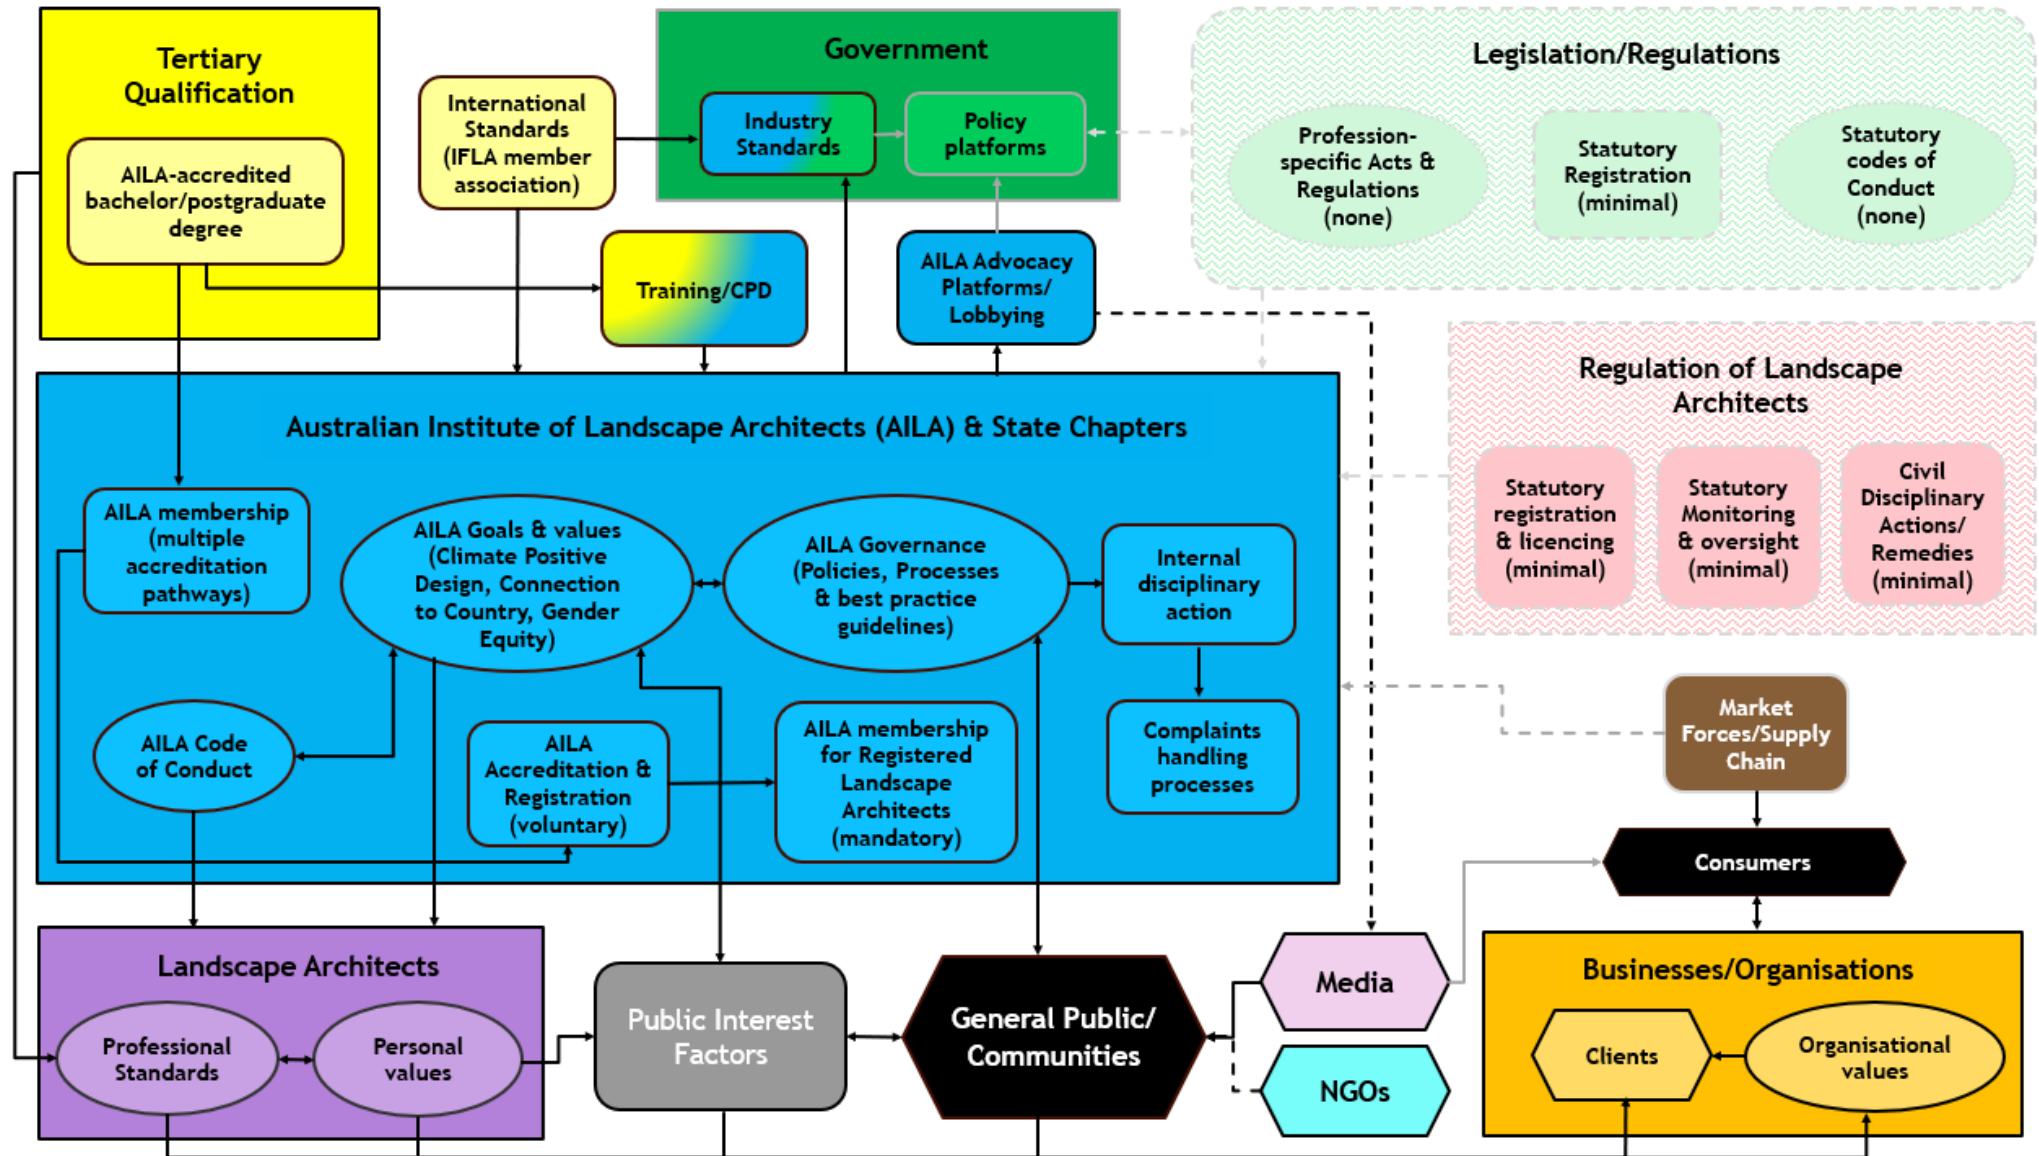 Tertiary
Qualification
AILA-accredited
bachelor/postgraduate
degree
International
Standards
(IFLA member
association)
Government
Industry
Standards
Policy
platforms
Legislation/Regulations
Profession-
specific Acts &
Regulations
(none)
Statutory
Registration
(minimal)
Statutory
codes of
Conduct
(none)
Training/CPD
AILA Advocacy
Platforms/
Lobbying
Regulation of Landscape
Architects
Statutory
registration
& licencing
(minimal)
Statutory
Monitoring
& oversight
(minimal)
Civil
Disciplinary
Actions/
Remedies
(minimal)
Australian Institute of Landscape Architects (AILA) & State Chapters
AILA membership
(multiple
accreditation
pathways)
AILA Goals & values
(Climate Positive
Design, Connection
to Country, Gender
Equity)
AILA Governance
(Policies, Processes
& best practice
guidelines)
Internal
disciplinary
action
AILA Code
of Conduct
AILA
Accreditation &
Registration
(voluntary)
AILA membership
for Registered
Landscape
Architects
(mandatory)
Complaints
handling
processes
Market
Forces/Supply
Chain
Consumers
Landscape Architects
Professional
Standards
Personal
values
Public Interest
Factors
General Public/
Communities
Media
NGOs
Businesses/Organisations
Clients
Organisational
values